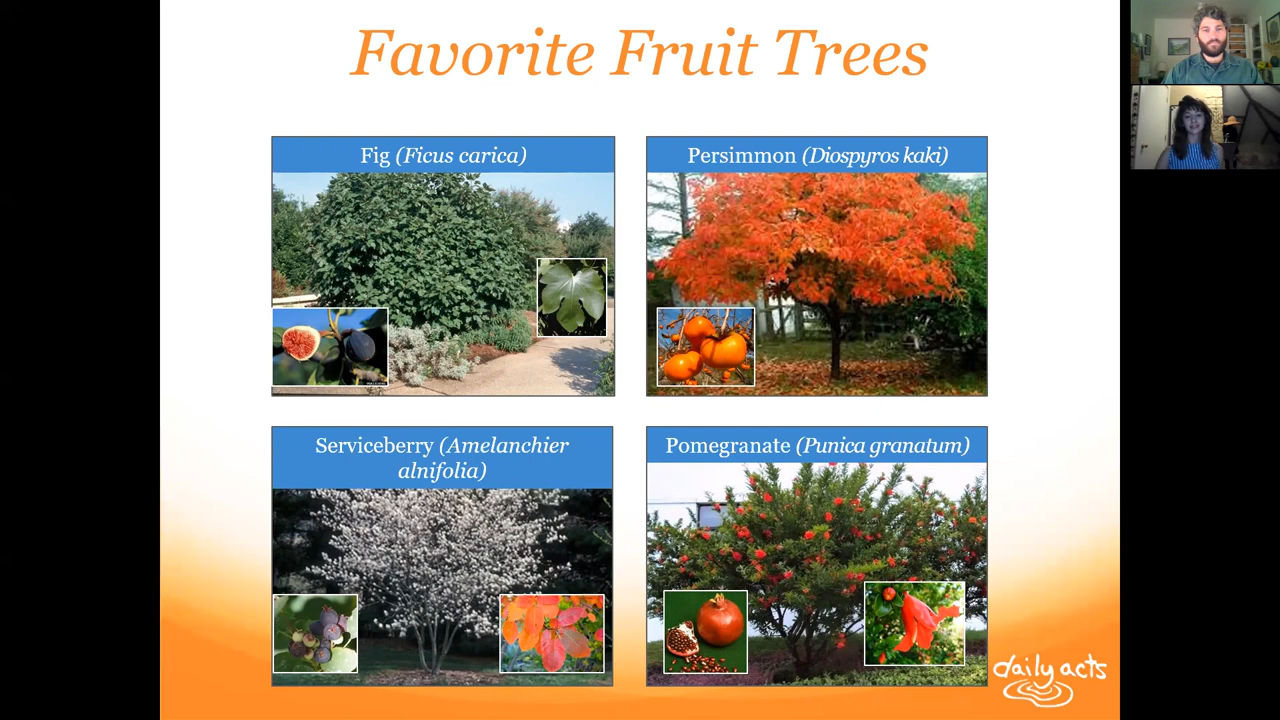 Favorite Fruit Trees
Fig (Ficus carica)
Persimmon (Diospyros kaki)
Serviceberry (Amelanchier
alnifolia)
Pomegranate (Punica granatum)
daily acts